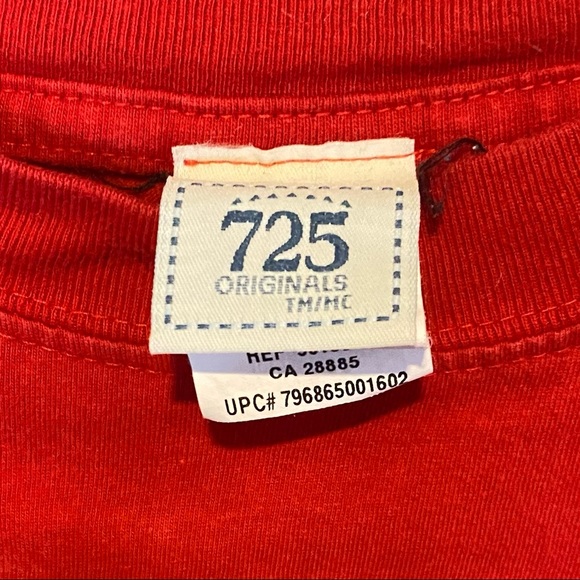 725
ORIGINALS
TM/MC
CA 28885
UPC# 796865001602